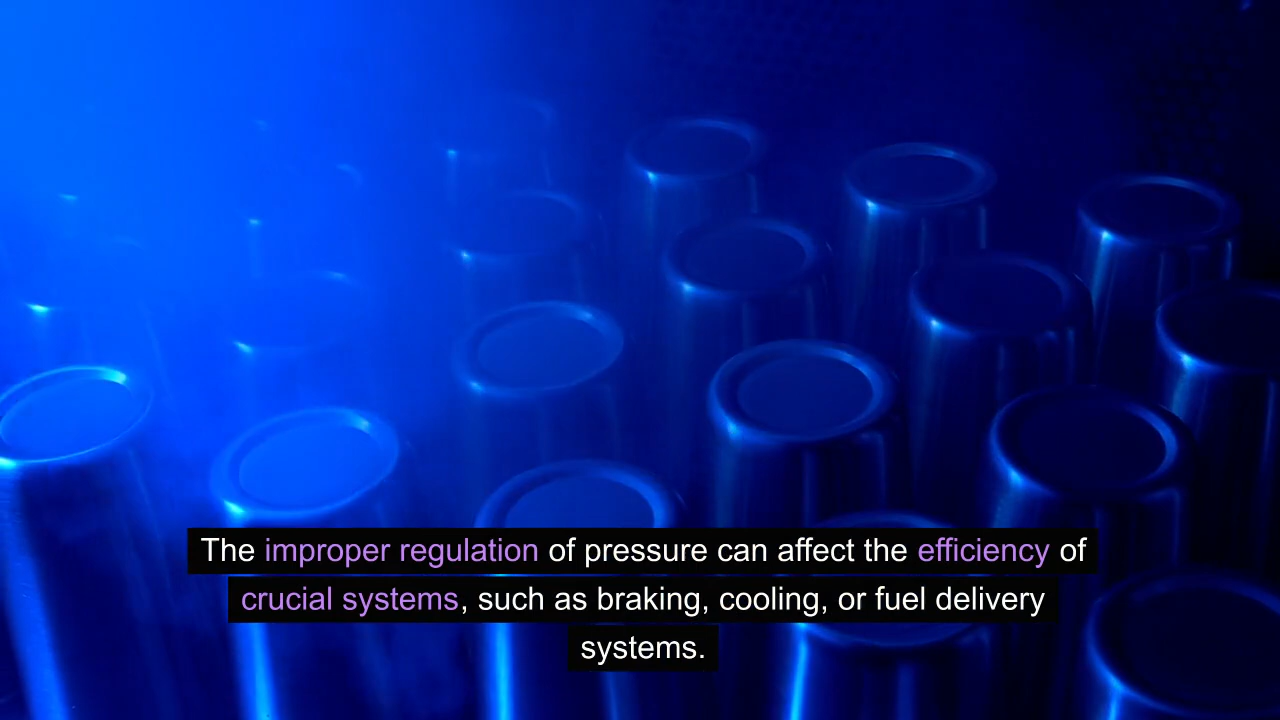 The improper regulation of pressure can affect the efficiency of
crucial systems, such as braking, cooling, or fuel delivery
systems.